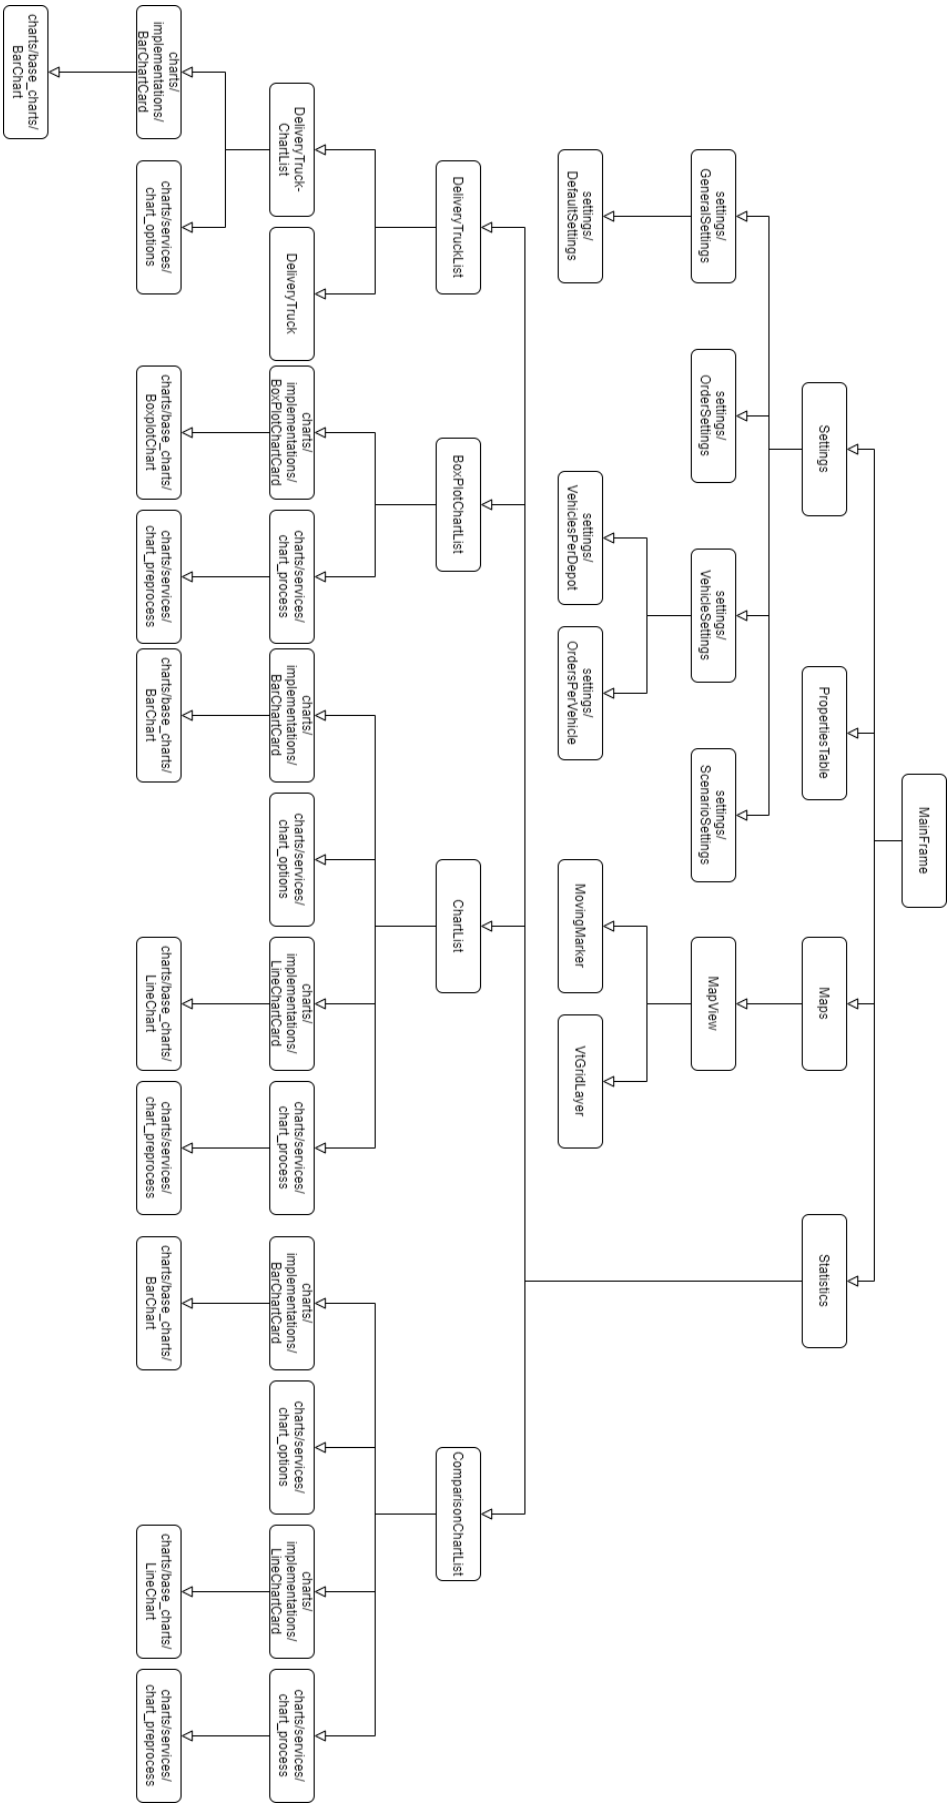 MainFrame
Settings
PropertiesTable
Maps
Statistics
settings/
GeneralSettings
settings/
OrderSettings
settings/
VehicleSettings
settings/
ScenarioSettings
MapView
settings/
DefaultSettings
settings/
VehiclesPerDepot
settings/
OrdersPerVehicle
MovingMarker
VtGridLayer
DeliveryTruckList
BoxPlotChartList
ChartList
ComparisonChartList
DeliveryTruck-
ChartList
DeliveryTruck
charts/
implementations/
BoxPlotChartCard
charts/services/
chart_process
charts/
implementations/
BarChartCard
charts/services/
chart_options
charts/
implementations/
LineChartCard
charts/services/
chart_process
charts/
implementations/
BarChartCard
charts/services/
chart_options
charts/
implementations/
LineChartCard
charts/services/
chart_process
charts/
implementations/
BarChartCard
charts/services/
chart_options
charts/base_charts/
BoxplotChart
charts/services/
chart_preprocess
charts/base_charts/
BarChart
charts/base_charts/
LineChart
charts/services/
chart_preprocess
charts/base_charts/
BarChart
charts/base_charts/
LineChart
charts/services/
chart_preprocess
charts/base_charts/
BarChart